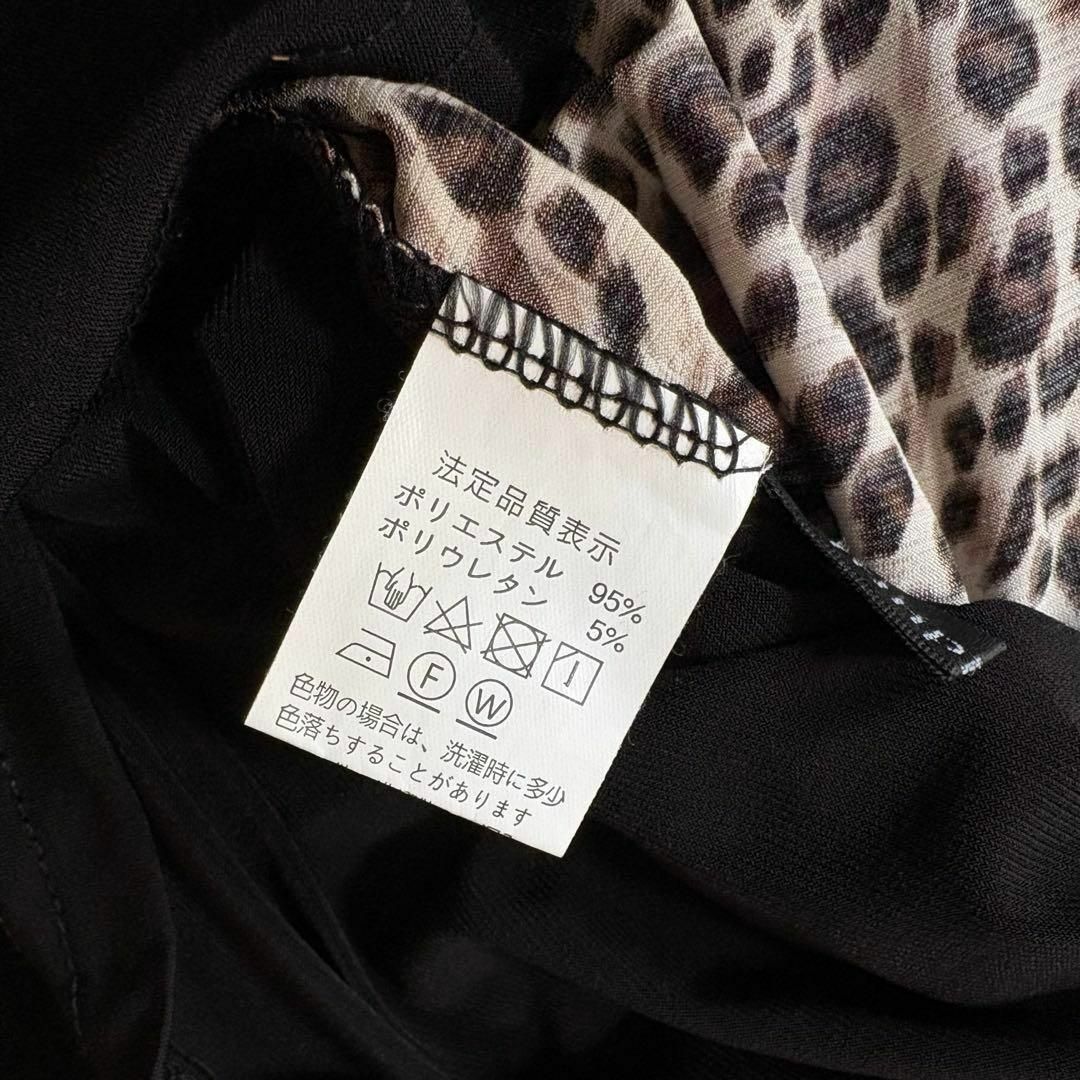 法定品質表示
ポリエステル 95%
ポリウレタン 5%
F W
色物の場合は、洗濯時に多少
色落ちすることがあります